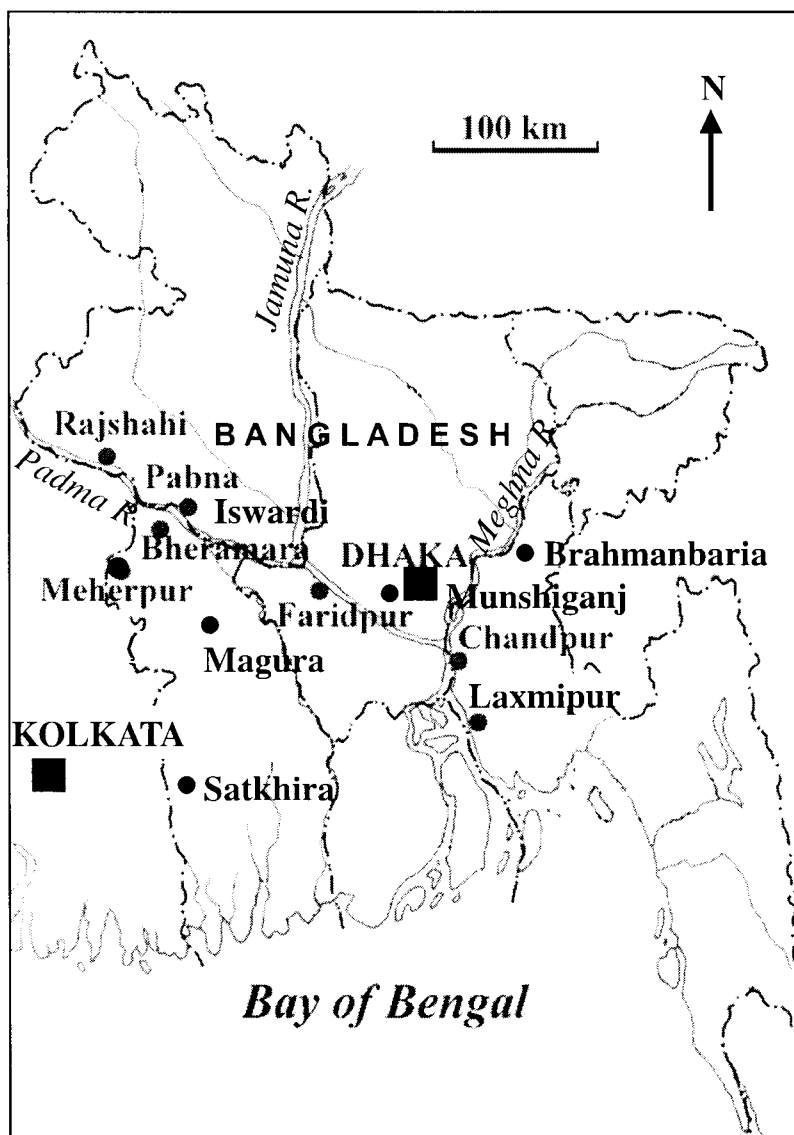 N
100 km
Jamuna R.
Rajshahi
BANGLADESH
Padma R.
Pabna
Iswardi
Meghna R.
Bheramara
DHAKA
Brahmanbaria
Meherpur
Faridpur
Munshiganj
Magura
Chandpur
Laxmipur
KOLKATA
Satkhira
Bay of Bengal